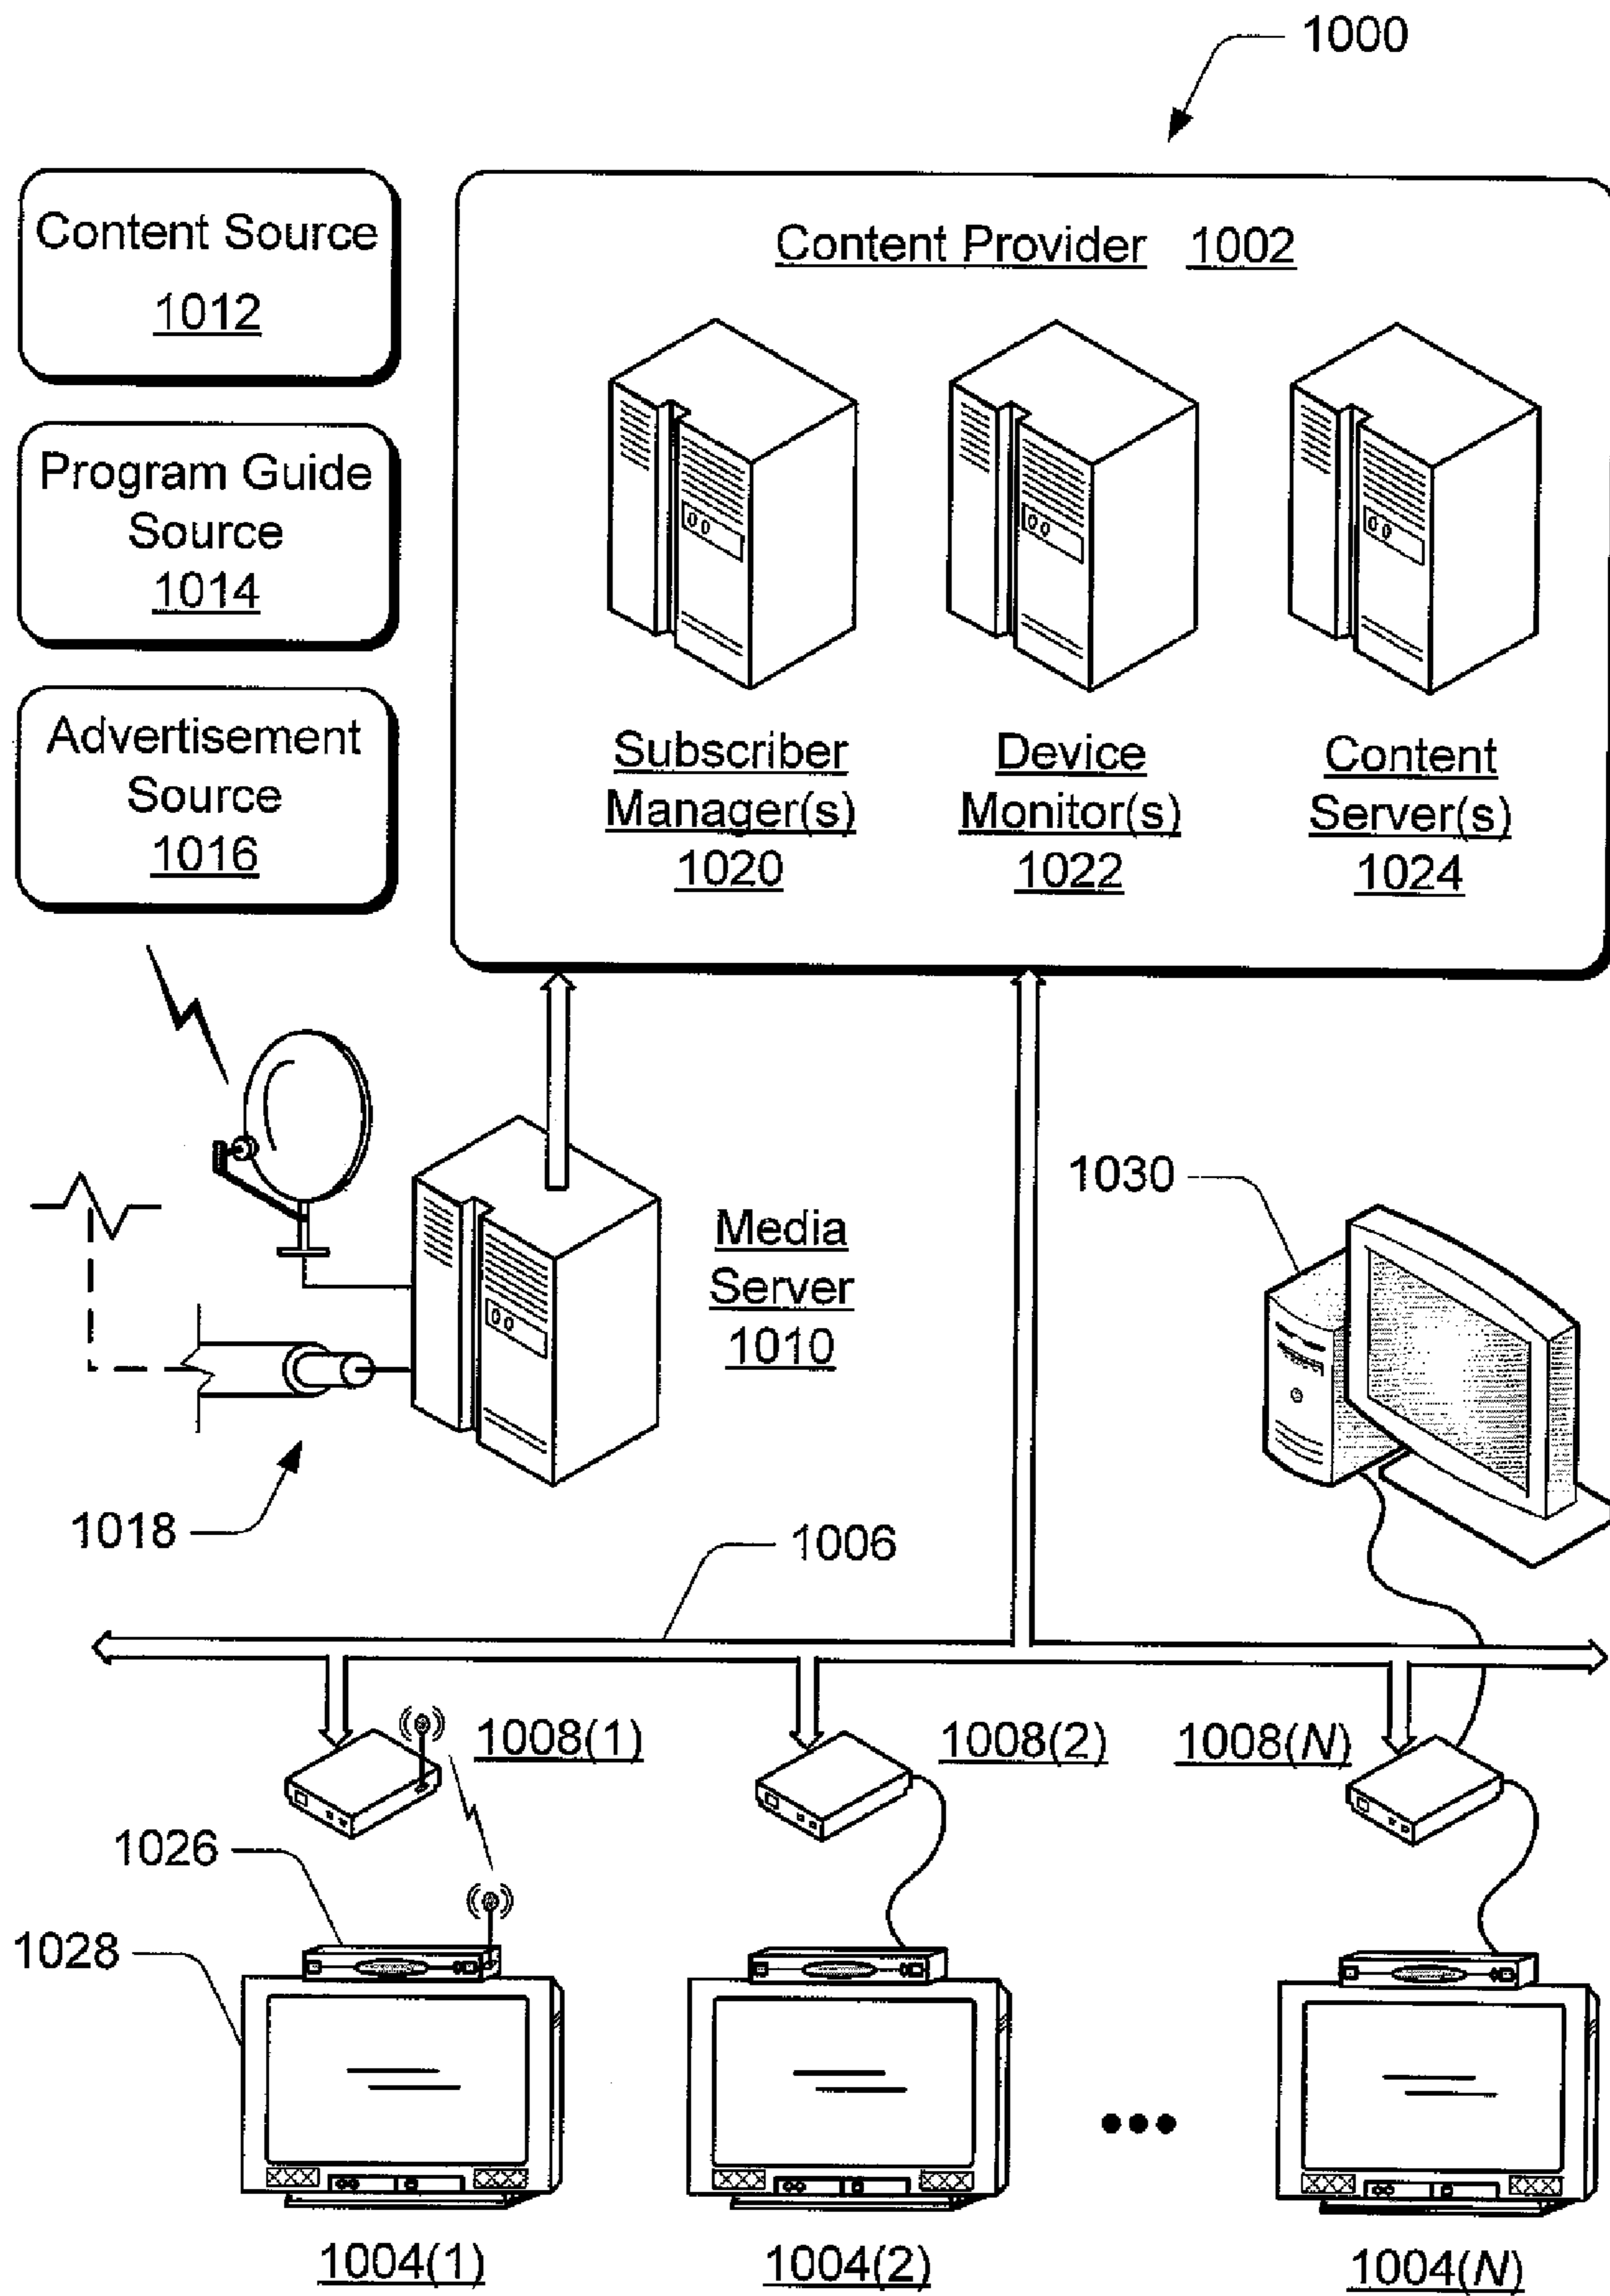 1000
Content Source
1012
Program Guide
Source
1014
Advertisement
Source
1016
Content Provider 1002
Subscriber
Manager(s)
1020
Device
Monitor(s)
1022
Content
Server(s)
1024
Media
Server
1010
1030
1018
1006
1008(1)
1008(2)
1008(N)
1026
1028
1004(1)
1004(2)
1004(N)